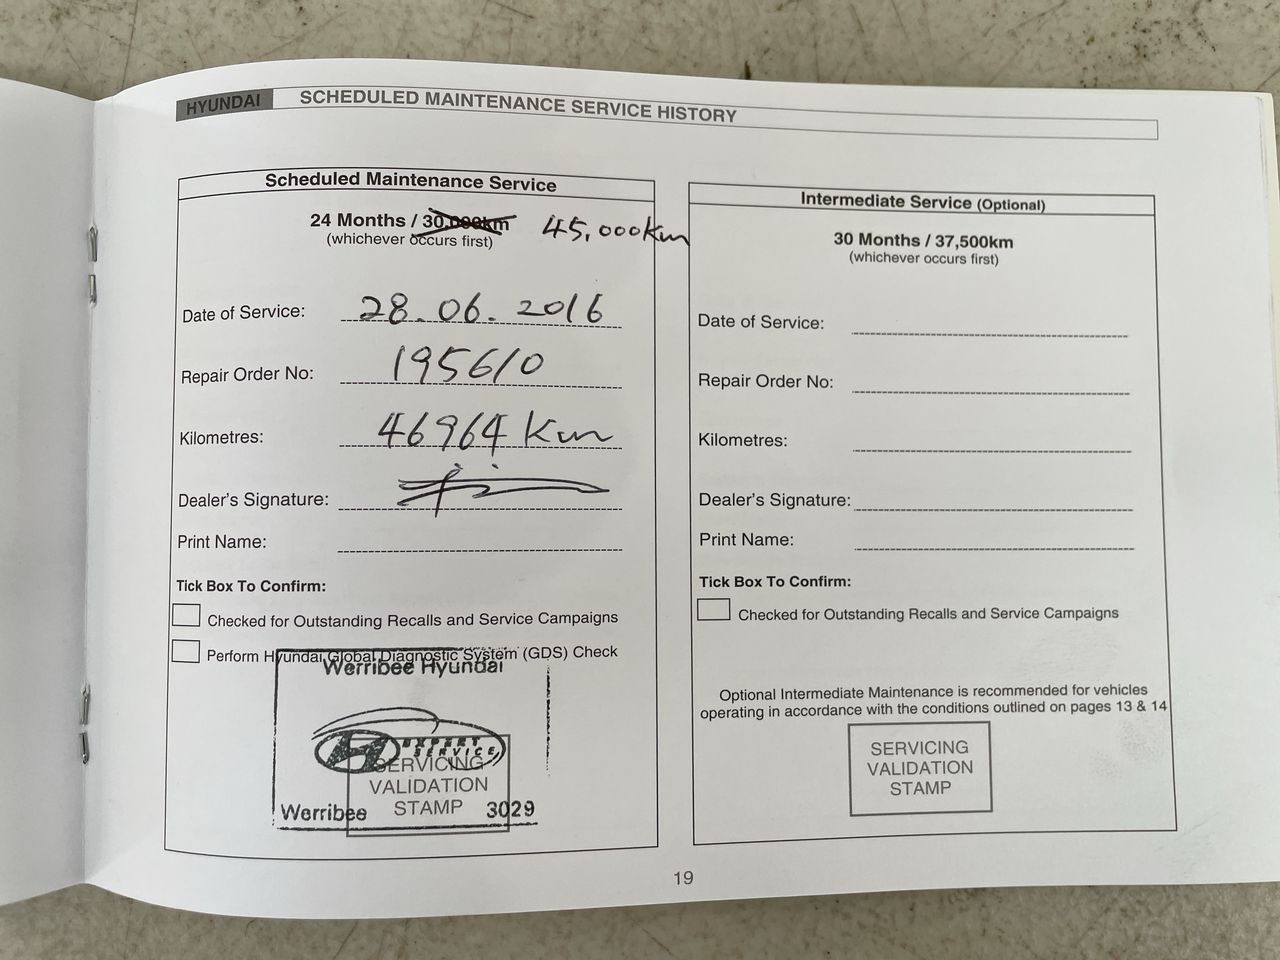 HYUNDAI SCHEDULED MAINTENANCE SERVICE HISTORY
Scheduled Maintenance Service
24 Months / 30,000km 45,000km
(whichever occurs first)
Date of Service: 28.06.2016
Repair Order No: 195610
Kilometres: 46964 Km
Dealer's Signature:
Print Name:
Tick Box To Confirm:
Checked for Outstanding Recalls and Service Campaigns
Perform Hyundai Global Diagnostic System (GDS) Check
Werribee Hyundai
EXPERT
SERVICE
SERVICING
VALIDATION
STAMP
Werribee 3029
Intermediate Service (Optional)
30 Months / 37,500km
(whichever occurs first)
Date of Service:
Repair Order No:
Kilometres:
Dealer's Signature:
Print Name:
Tick Box To Confirm:
Checked for Outstanding Recalls and Service Campaigns
Optional Intermediate Maintenance is recommended for vehicles
operating in accordance with the conditions outlined on pages 13 & 14
SERVICING
VALIDATION
STAMP
19